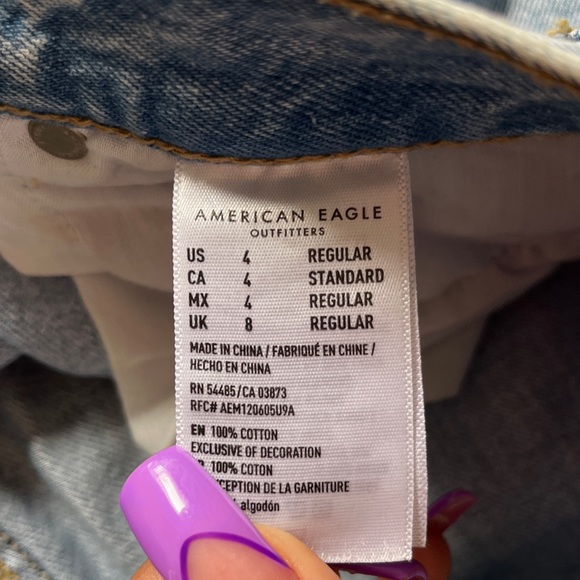 AMERICAN EAGLE
OUTFITTERS
US 4 REGULAR
CA 4 STANDARD
MX 4 REGULAR
UK 8 REGULAR
MADE IN CHINA / FABRIQUÉ EN CHINE /
HECHO EN CHINA
RN 54485/CA 03873
RFC# AEM120605U9A
EN 100% COTTON
EXCLUSIVE OF DECORATION
100% COTON
DE LA GARNITURE
algodón